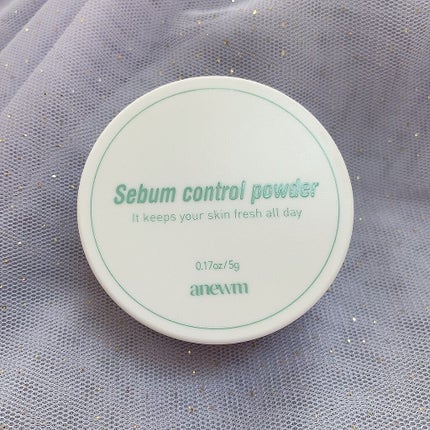 Sebum control powder
It keeps your skin fresh all day
0.17oz/5g
anewm